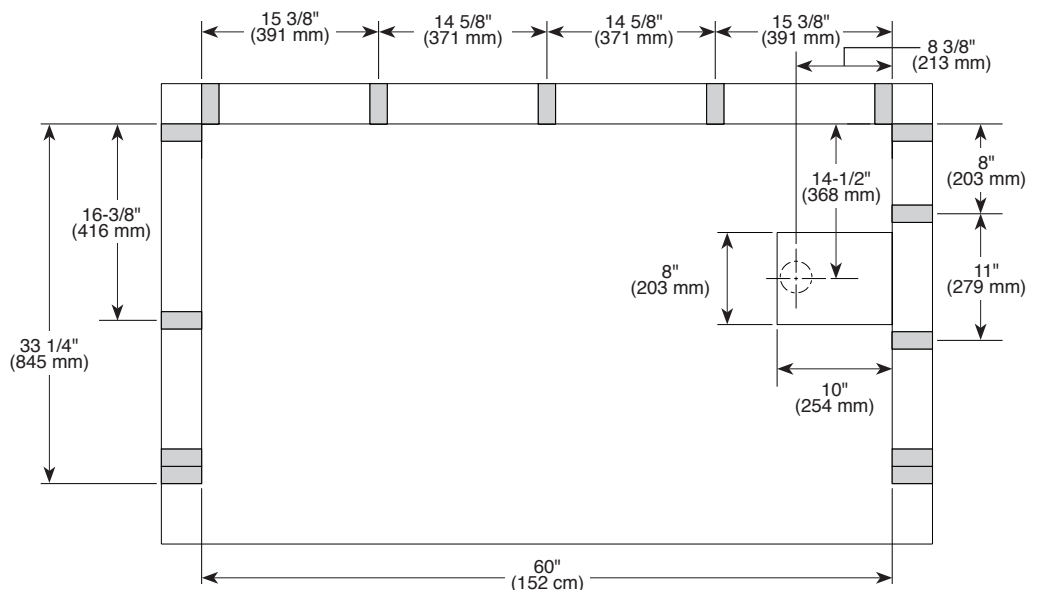 15 3/8"
(391 mm)
14 5/8"
(371 mm)
14 5/8"
(371 mm)
15 3/8"
(391 mm)
8 3/8"
(213 mm)
8"
(203 mm)
14-1/2"
(368 mm)
16-3/8"
(416 mm)
8"
(203 mm)
11"
(279 mm)
33 1/4"
(845 mm)
10"
(254 mm)
60"
(152 cm)